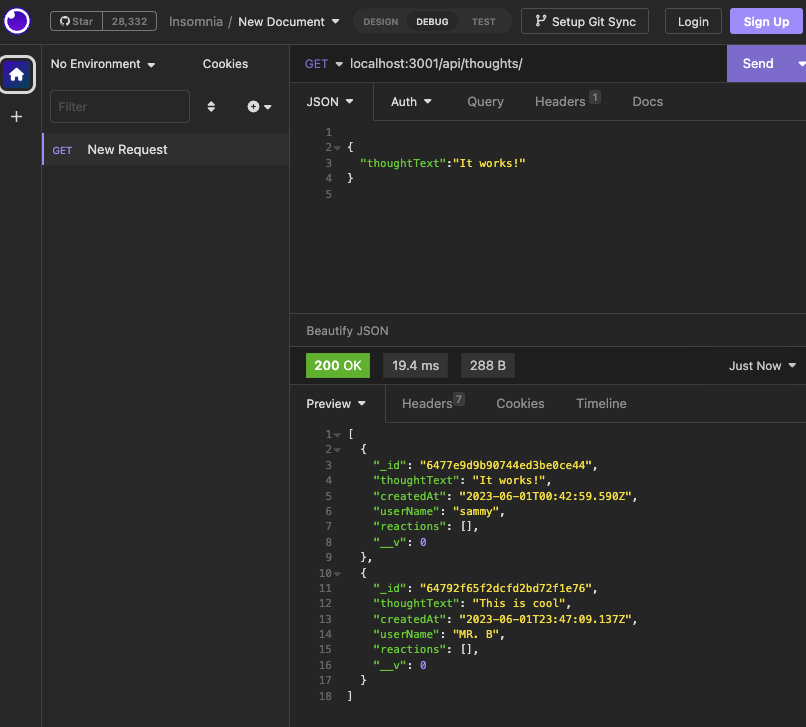 Star 28,332 Insomnia / New Document DESIGN DEBUG TEST Setup Git Sync Login Sign Up
No Environment Cookies
Filter
GET New Request
GET localhost:3001/api/thoughts/ Send
JSON Auth Query Headers 1 Docs
1
2 {
3 "thoughtText":"It works!"
4 }
5
Beautify JSON
200 OK 19.4 ms 288 B Just Now
Preview Headers 7 Cookies Timeline
1 [
2 {
3 "_id": "6477e9d9b90744ed3be0ce44",
4 "thoughtText": "It works!",
5 "createdAt": "2023-06-01T00:42:59.590Z",
6 "userName": "sammy",
7 "reactions": [],
8 "__v": 0
9 },
10 {
11 "_id": "64792f65f2dcfd2bd72f1e76",
12 "thoughtText": "This is cool",
13 "createdAt": "2023-06-01T23:47:09.137Z",
14 "userName": "MR. B",
15 "reactions": [],
16 "__v": 0
17 }
18 ]